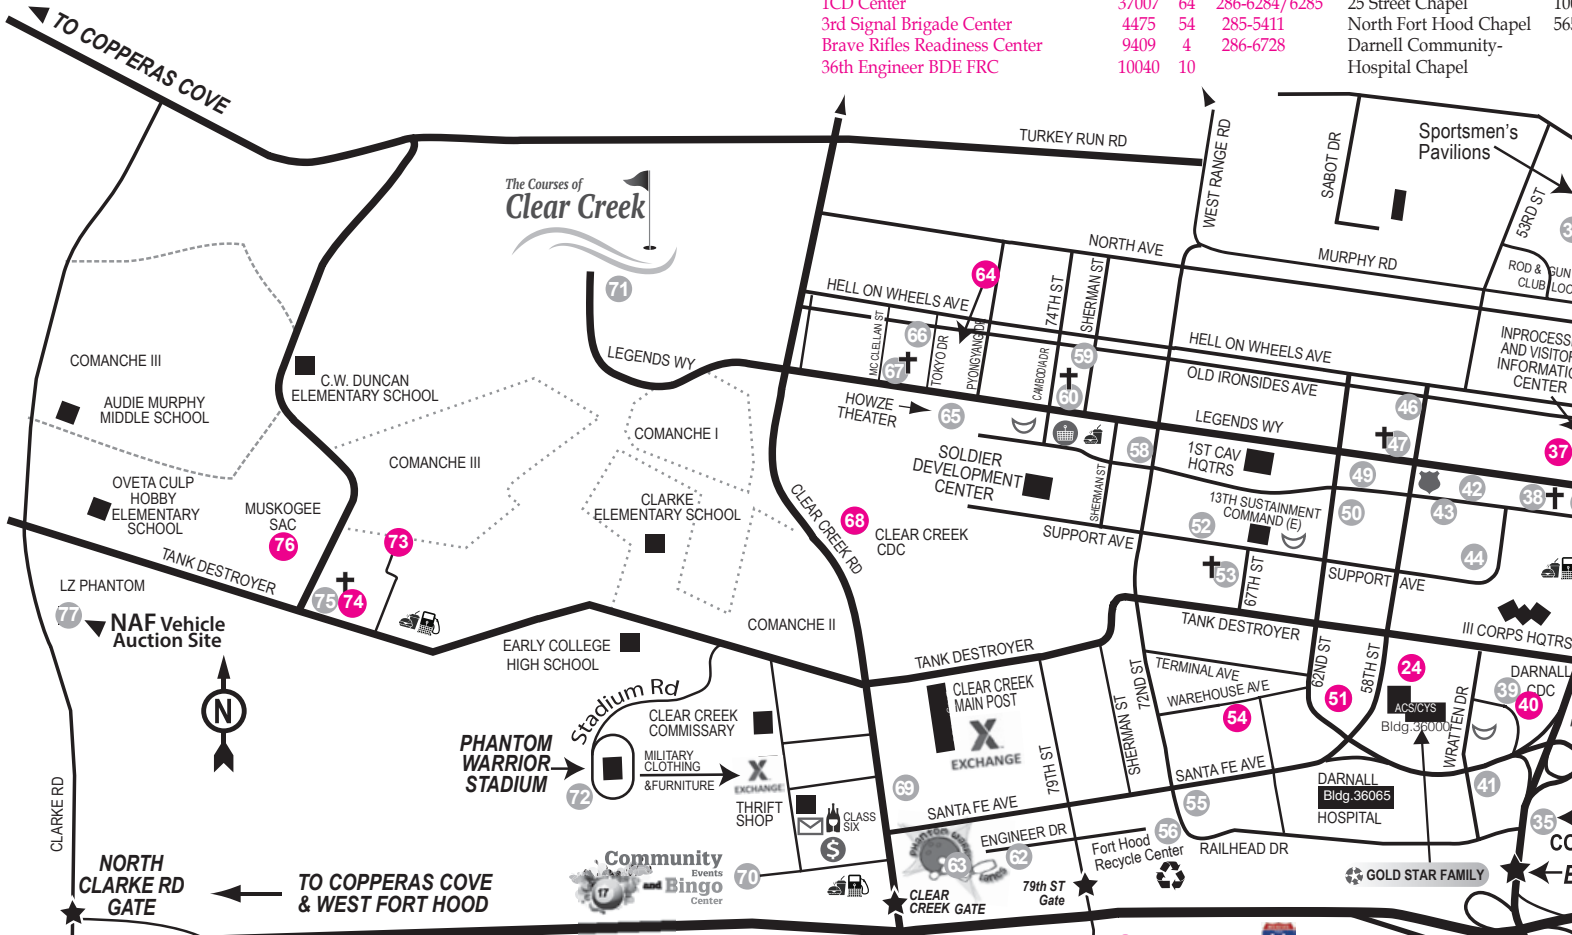 TCD Center 37007 64 286-6284/6285
3rd Signal Brigade Center 4475 54 285-5411
Brave Rifles Readiness Center 9409 4 286-6728
36th Engineer BDE FRC 10040 10
25 Street Chapel
North Fort Hood Chapel
Darnell Community-
Hospital Chapel
TO COPPERAS COVE
TURKEY RUN RD
WEST RANGE RD
SABOT DR
Sportsmen's
Pavilions
53RD ST
The Courses of
Clear Creek
71
NORTH AVE
MURPHY RD
ROD & GUN
CLUB
64
HELL ON WHEELS AVE
74TH ST
SHERMAN ST
MC CLELLAN ST
66
67
TOKYO DR
PYONGYANG DR
CAMBODIA DR
59
60
HELL ON WHEELS AVE
OLD IRONSIDES AVE
LEGENDS WY
AND VISITOR
CENTER
LEGENDS WY
COMANCHE III
C.W. DUNCAN
ELEMENTARY SCHOOL
AUDIE MURPHY
MIDDLE SCHOOL
HOWZE
THEATER
65
46
47
37
COMANCHE I
COMANCHE III
SOLDIER
DEVELOPMENT
CENTER
58
1ST CAV
HQTRS
49
42
38
43
50
OVETA CULP
HOBBY
ELEMENTARY
SCHOOL
MUSKOGEE
SAC
76
73
CLARKE
ELEMENTARY SCHOOL
CLEAR CREEK RD
68
CLEAR CREEK
CDC
SHERMAN ST
SUPPORT AVE
52
13TH SUSTAINMENT
COMMAND (E)
44
53
67TH ST
SUPPORT AVE
TANK DESTROYER
LZ PHANTOM
77
NAF Vehicle
Auction Site
75
74
COMANCHE II
EARLY COLLEGE
HIGH SCHOOL
TANK DESTROYER
TANK DESTROYER
III CORPS HQTRS
62ND ST
58TH ST
24
DARNALL
CDC
39
40
N
Stadium Rd
CLEAR CREEK
COMMISSARY
CLEAR CREEK
MAIN POST
X
EXCHANGE
TERMINAL AVE
WAREHOUSE AVE
54
51
ACS/CYS
Bldg.36000
WRATTEN DR
72ND ST
SHERMAN ST
79TH ST
PHANTOM
WARRIOR
STADIUM
72
MILITARY
CLOTHING
&FURNITURE
X
EXCHANGE
69
SANTA FE AVE
SANTA FE AVE
55
DARNALL
Bldg.36065
HOSPITAL
41
35
THRIFT
SHOP
CLASS
SIX
$
ENGINEER DR
62
63
56
Fort Hood
Recycle Center
RAILHEAD DR
CLARKE RD
NORTH
CLARKE RD
GATE
TO COPPERAS COVE
& WEST FORT HOOD
Community
Events
and Bingo
Center
17
70
CLEAR
CREEK GATE
79th ST
Gate
GOLD STAR FAMILY